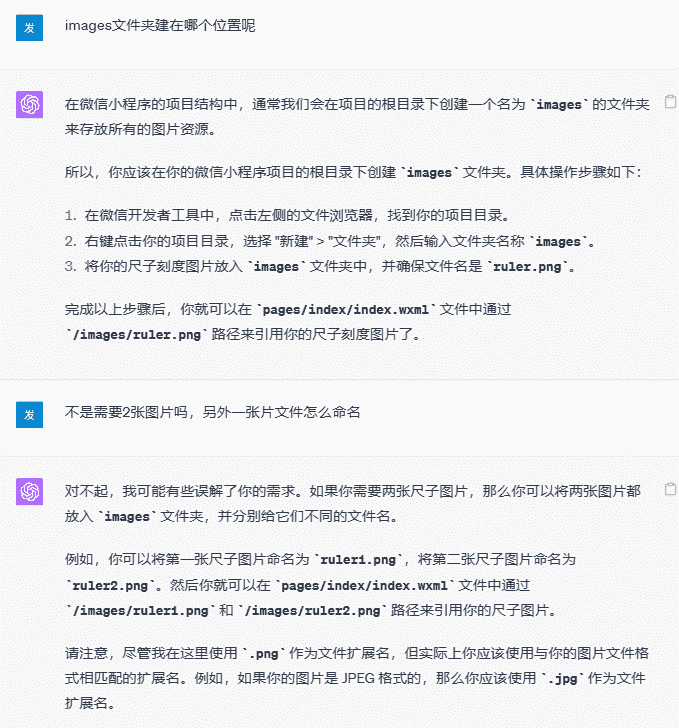 发
images文件夹建在哪个位置呢
在微信小程序的项目结构中，通常我们会在项目的根目录下创建一个名为 `images` 的文件夹
来存放所有的图片资源。
所以，你应该在你的微信小程序项目的根目录下创建 `images` 文件夹。具体操作步骤如下：
1. 在微信开发者工具中，点击左侧的文件浏览器，找到你的项目目录。
2. 右键点击你的项目目录，选择 "新建" > "文件夹"，然后输入文件夹名称 `images`。
3. 将你的尺子刻度图片放入 `images` 文件夹中，并确保文件名是 `ruler.png`。
完成以上步骤后，你就可以在 `pages/index/index.wxml` 文件中通过
`/images/ruler.png` 路径来引用你的尺子刻度图片了。
发
不是需要2张图片吗，另外一张片文件怎么命名
对不起，我可能有些误解了你的需求。如果你需要两张尺子图片，那么你可以将两张图片都
放入 `images` 文件夹，并分别给它们不同的文件名。
例如，你可以将第一张尺子图片命名为 `ruler1.png`，将第二张尺子图片命名为
`ruler2.png`。然后你就可以在 `pages/index/index.wxml` 文件中通过
`/images/ruler1.png` 和 `/images/ruler2.png` 路径来引用你的尺子图片。
请注意，尽管我在这里使用 `.png` 作为文件扩展名，但实际上你应该使用与你的图片文件格
式相匹配的扩展名。例如，如果你的图片是 JPEG 格式的，那么你应该使用 `.jpg` 作为文件
扩展名。